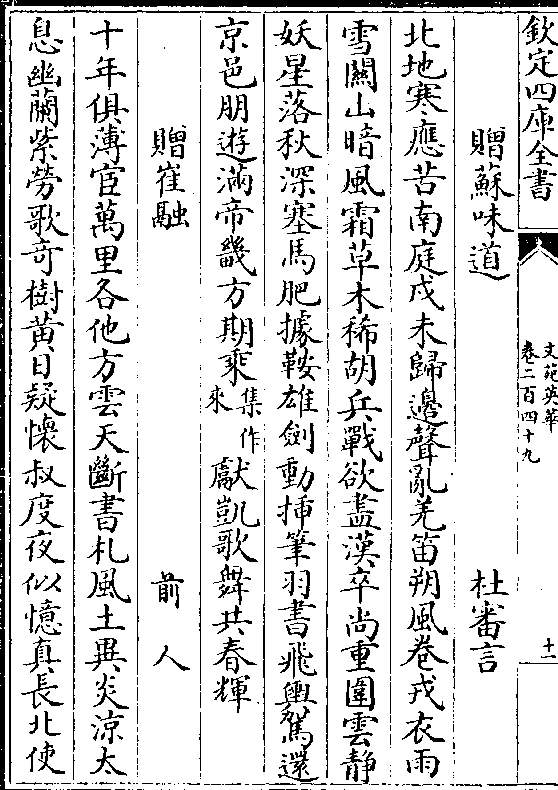 欽定四庫全書
文苑英華
卷二百四十九
十一
贈蘇味道 杜審言
北地寒應苦南庭戍未歸邊聲亂羌笛朔風卷戎衣雨
雪關山暗風霜草木稀胡兵戰欲盡漢卒尚重圍雲靜
妖星落秋深塞馬肥據鞍雄劍動揷筆羽書飛輿駕還
京邑朋遊滿帝畿方期乘集作來獻凱歌舞共春輝
贈崔融 前人
十年俱薄宦萬里各他方雲天斷書札風土異炎涼太
息幽蘭紫勞歌竒樹黄日疑懷叔度夜似憶真長北使